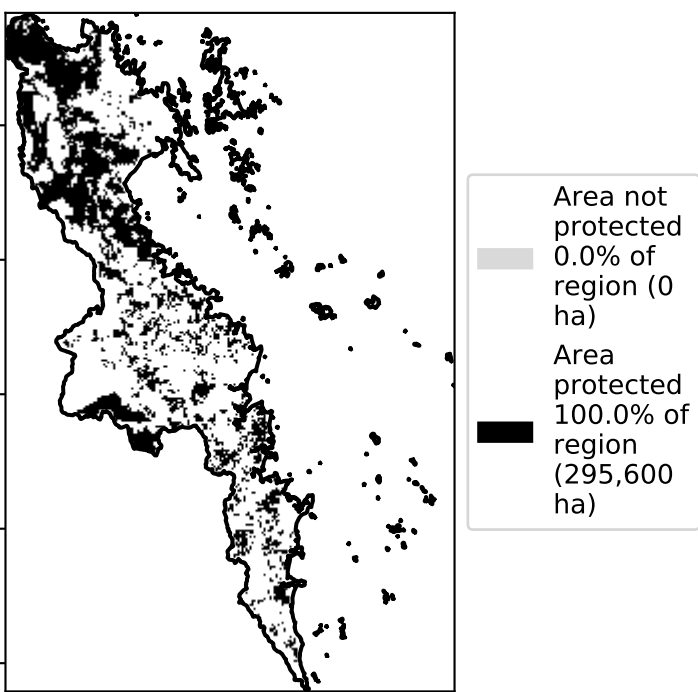 Area not
protected
0.0% of
region (0
ha)
Area
protected
100.0% of
region
(295,600
ha)